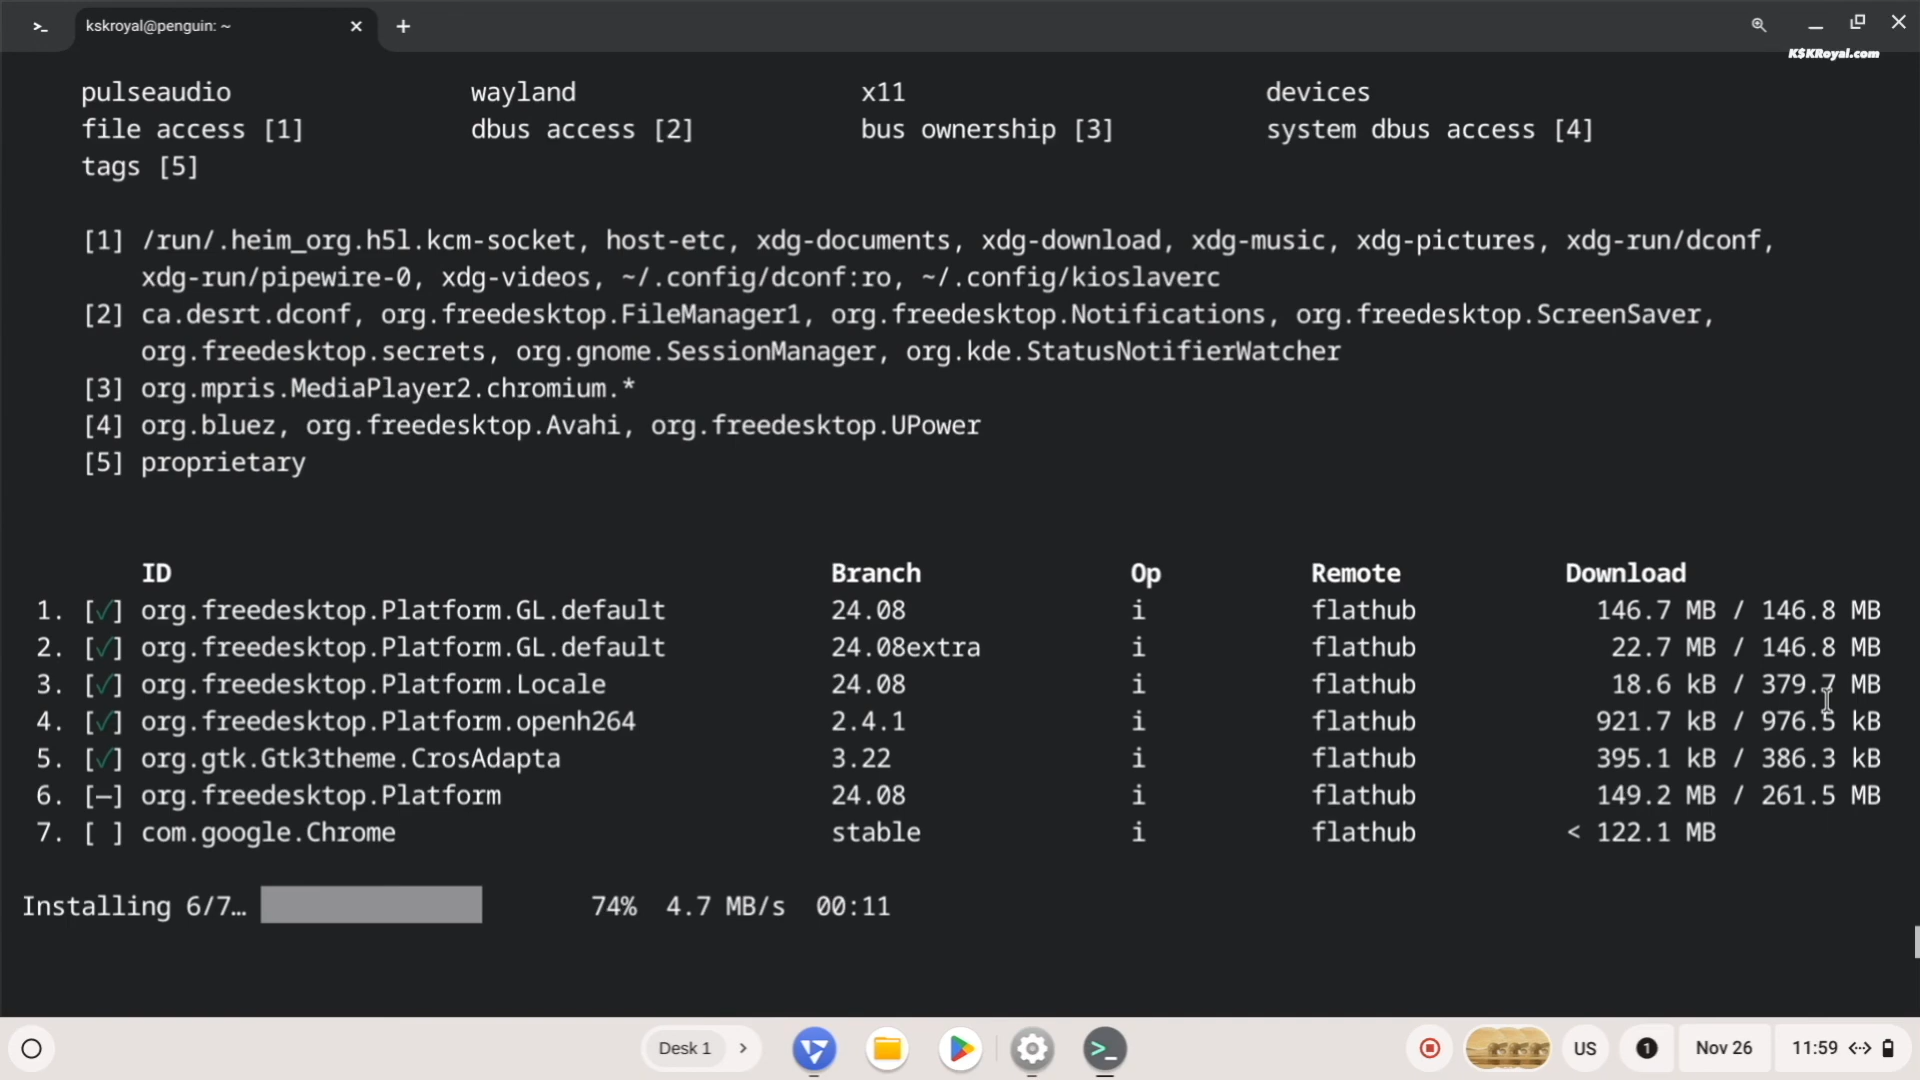 >_ kskroyal@penguin: ~ × +
K$KRoyal.com
pulseaudio wayland x11 devices
file access [1] dbus access [2] bus ownership [3] system dbus access [4]
tags [5]
[1] /run/.heim_org.h5l.kcm-socket, host-etc, xdg-documents, xdg-download, xdg-music, xdg-pictures, xdg-run/dconf,
xdg-run/pipewire-0, xdg-videos, ~/.config/dconf:ro, ~/.config/kioslaverc
[2] ca.desrt.dconf, org.freedesktop.FileManager1, org.freedesktop.Notifications, org.freedesktop.ScreenSaver,
org.freedesktop.secrets, org.gnome.SessionManager, org.kde.StatusNotifierWatcher
[3] org.mpris.MediaPlayer2.chromium.*
[4] org.bluez, org.freedesktop.Avahi, org.freedesktop.UPower
[5] proprietary
ID Branch Op Remote Download
1. [✓] org.freedesktop.Platform.GL.default 24.08 i flathub 146.7 MB / 146.8 MB
2. [✓] org.freedesktop.Platform.GL.default 24.08extra i flathub 22.7 MB / 146.8 MB
3. [✓] org.freedesktop.Platform.Locale 24.08 i flathub 18.6 kB / 379.7 MB
4. [✓] org.freedesktop.Platform.openh264 2.4.1 i flathub 921.7 kB / 976.5 kB
5. [✓] org.gtk.Gtk3theme.CrosAdapta 3.22 i flathub 395.1 kB / 386.3 kB
6. [—] org.freedesktop.Platform 24.08 i flathub 149.2 MB / 261.5 MB
7. [ ] com.google.Chrome stable i flathub < 122.1 MB
Installing 6/7… 74% 4.7 MB/s 00:11
Desk 1 > >_ US 1 Nov 26 11:59